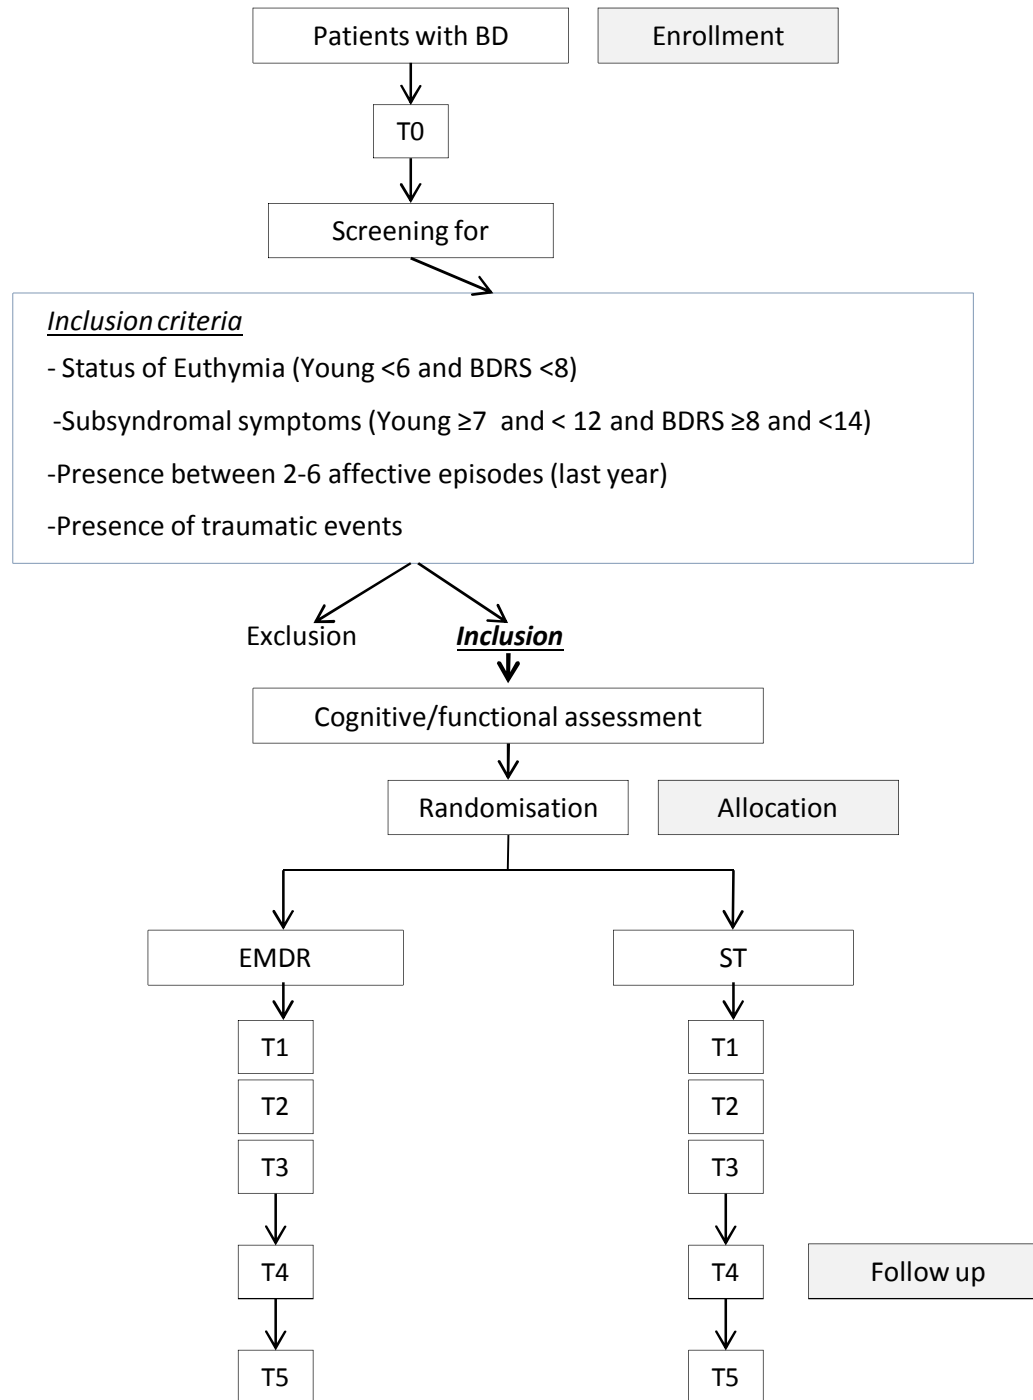 Patients with BD
Enrollment
T0
Screening for
Inclusion criteria
- Status of Euthymia (Young <6 and BDRS <8)
-Subsyndromal symptoms (Young ≥7 and < 12 and BDRS ≥8 and <14)
-Presence between 2-6 affective episodes (last year)
-Presence of traumatic events
Exclusion
Inclusion
Cognitive/functional assessment
Randomisation
Allocation
EMDR
ST
T1
T1
T2
T2
T3
T3
T4
T4
Follow up
T5
T5